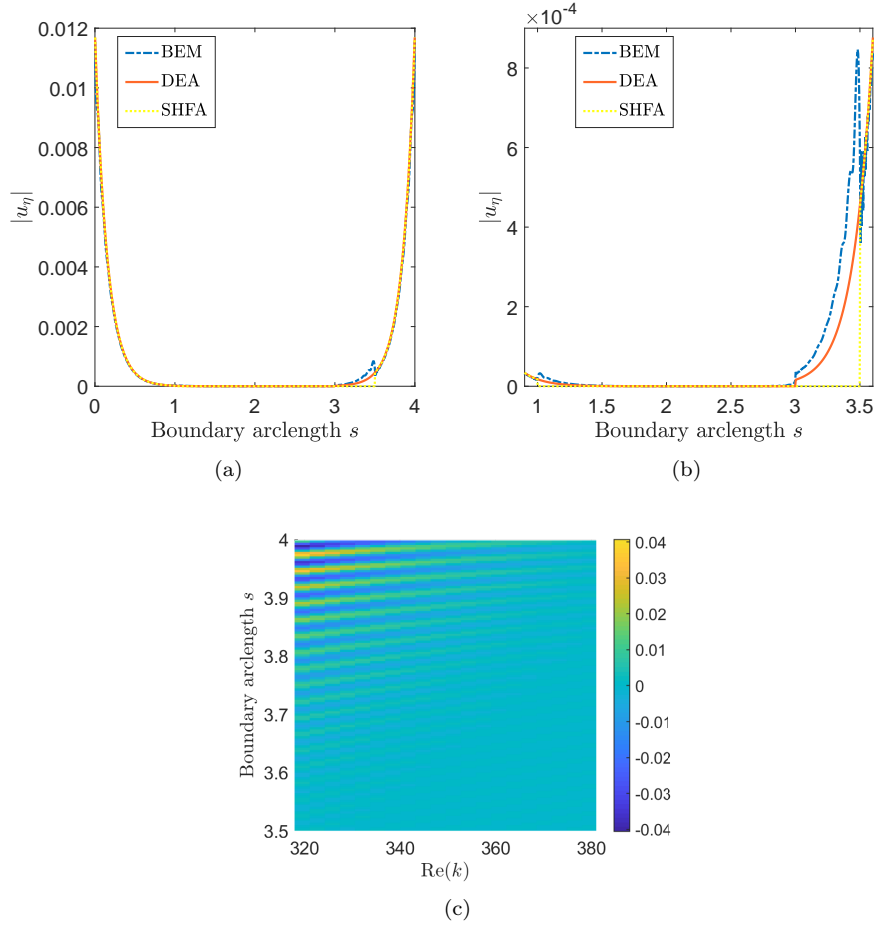 0.012
0.01
0.008
0.006
0.004
0.002
0
|uη|
BEM
DEA
SHFA
0 1 2 3 4
Boundary arclength s
(a)
×10⁻⁴
8
6
4
2
0
|uη|
BEM
DEA
SHFA
1 1.5 2 2.5 3 3.5
Boundary arclength s
(b)
4
3.9
3.8
3.7
3.6
3.5
Boundary arclength s
320 340 360 380
Re(k)
0.04
0.03
0.02
0.01
0
-0.01
-0.02
-0.03
-0.04
(c)